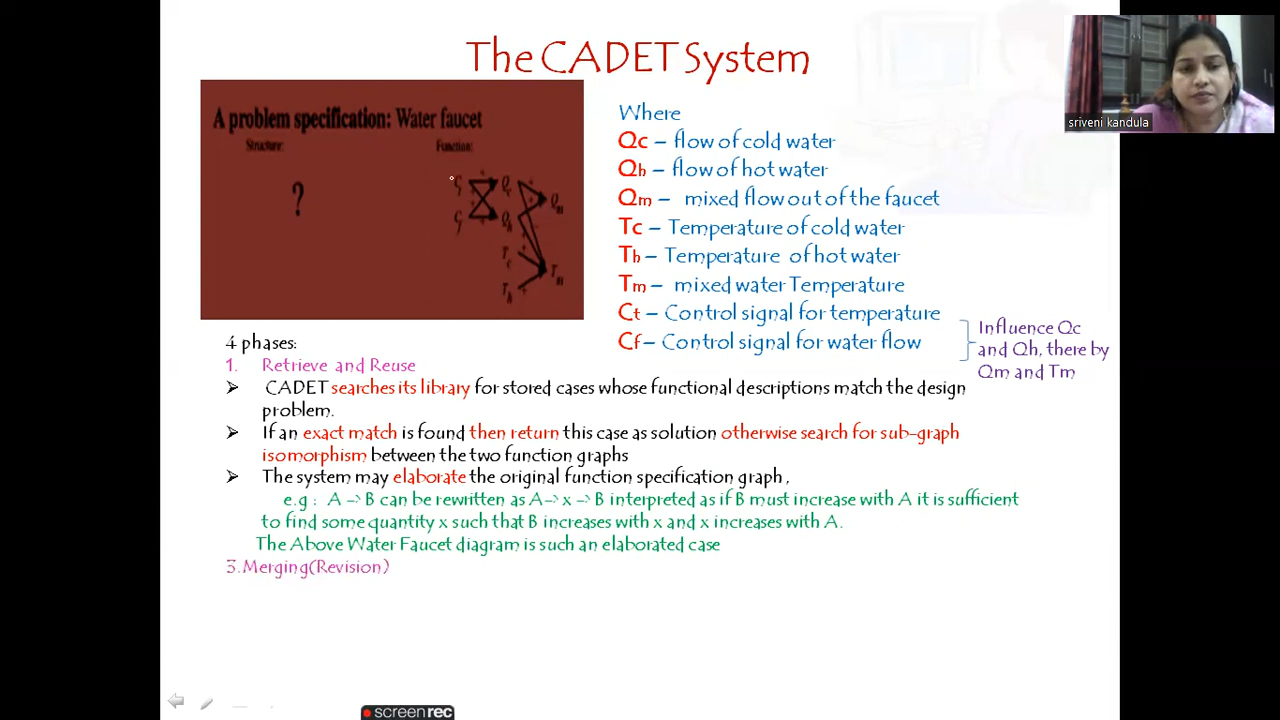 The CADET System
sriveni kandula
A problem specification: Water faucet
Structure:
Function:
?
Where
Qc – flow of cold water
Qh – flow of hot water
Qm – mixed flow out of the faucet
Tc – Temperature of cold water
Th – Temperature of hot water
Tm – mixed water Temperature
Ct – Control signal for temperature
Cf – Control signal for water flow
Influence Qc
and Qh, there by
Qm and Tm
4 phases:
1. Retrieve and Reuse
➢ CADET searches its library for stored cases whose functional descriptions match the design
problem.
➢ If an exact match is found then return this case as solution otherwise search for sub-graph
isomorphism between the two function graphs
➢ The system may elaborate the original function specification graph ,
e.g : A –> B can be rewritten as A–> x –> B interpreted as if B must increase with A it is sufficient
to find some quantity x such that B increases with x and x increases with A.
The Above Water Faucet diagram is such an elaborated case
3.Merging(Revision)
screenrec